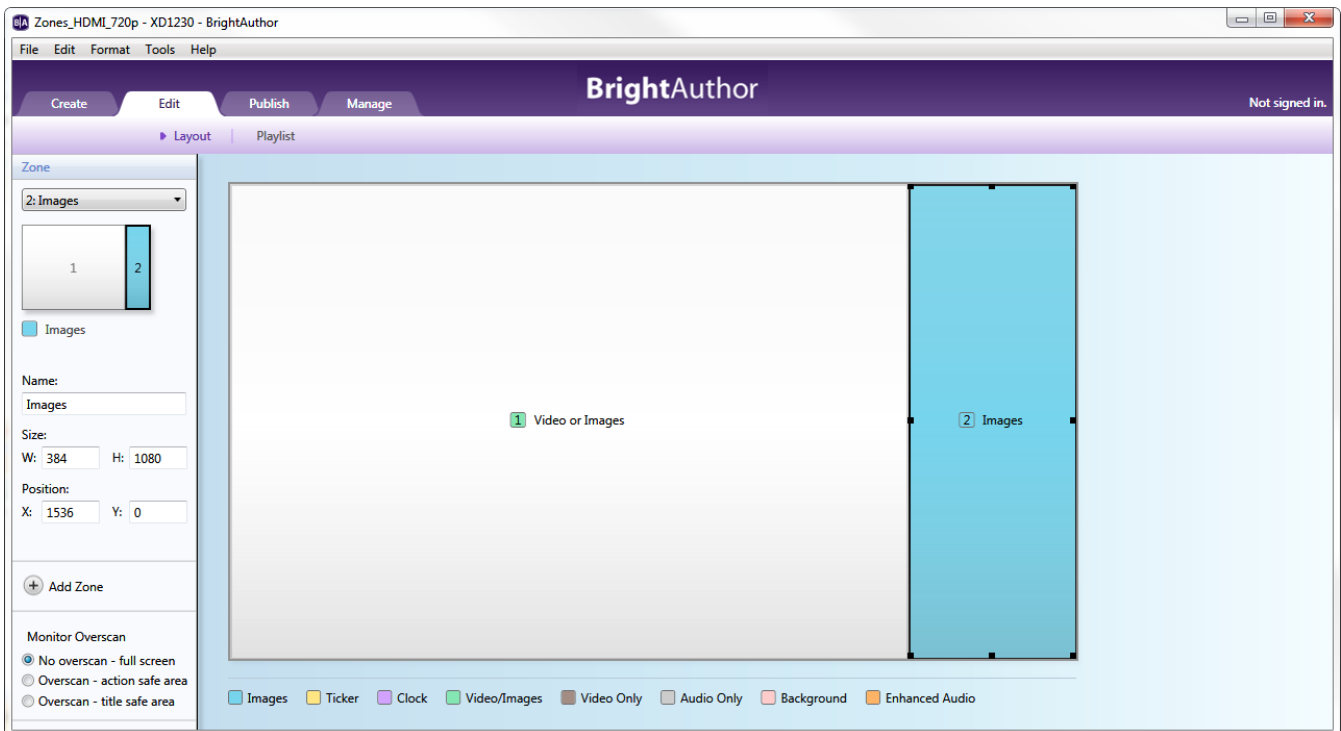 BA Zones_HDMI_720p - XD1230 - BrightAuthor
File Edit Format Tools Help
BrightAuthor
Create Edit Publish Manage
Not signed in.
Layout Playlist
Zone
2: Images
1 2
Images
Name:
Images
Size:
W: 384 H: 1080
Position:
X: 1536 Y: 0
Add Zone
Monitor Overscan
No overscan - full screen
Overscan - action safe area
Overscan - title safe area
1 Video or Images
2 Images
Images Ticker Clock Video/Images Video Only Audio Only Background Enhanced Audio